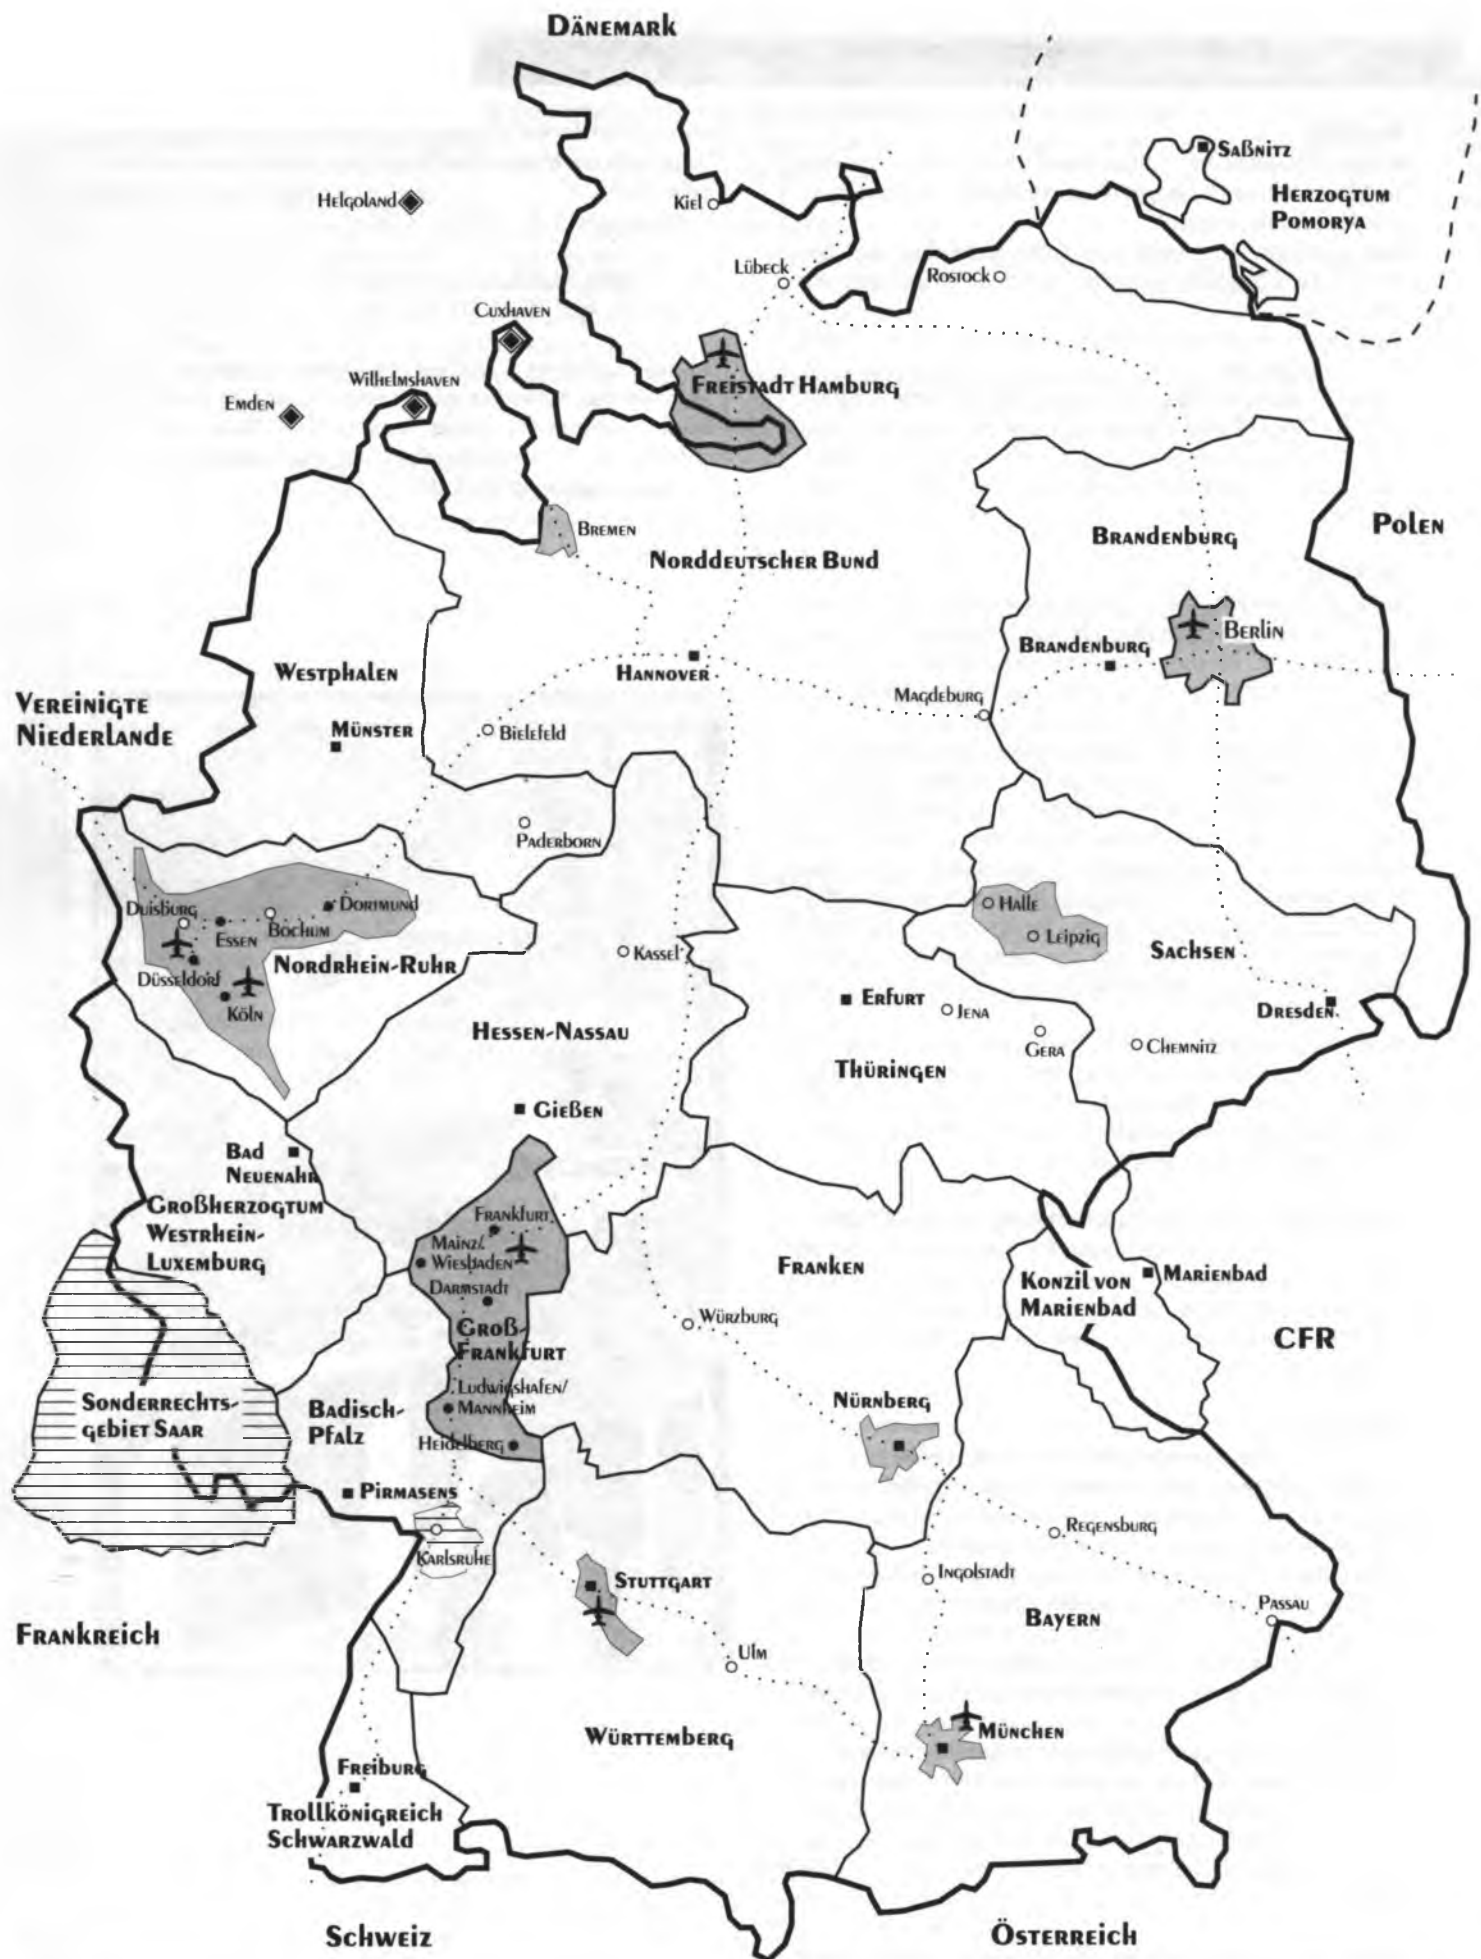 Dänemark
Saßnitz
Herzogtum
Pomorya
Helgoland
Kiel
Lübeck
Rostock
Cuxhaven
Wilhelmshaven
Emden
Freistadt Hamburg
Bremen
Norddeutscher Bund
Brandenburg
Polen
Westphalen
Hannover
Brandenburg
Berlin
Vereinigte
Niederlande
Münster
Bielefeld
Magdeburg
Paderborn
Duisburg
Essen
Bochum
Dortmund
Düsseldorf
Köln
Nordrhein-Ruhr
Kassel
Halle
Leipzig
Sachsen
Hessen-Nassau
Erfurt
Jena
Gera
Chemnitz
Dresden
Thüringen
Gießen
Bad
Neuenahr
Großherzogtum
Westrhein-
Luxemburg
Frankfurt
Mainz/
Wiesbaden
Darmstadt
Groß-
Frankfurt
Franken
Konzil von
Marienbad
Marienbad
CFR
Würzburg
Sonderrechts-
gebiet Saar
Badisch-
Pfalz
Ludwigshafen/
Mannheim
Heidelberg
Nürnberg
Pirmasens
Karlsruhe
Regensburg
Ingolstadt
Stuttgart
Passau
Frankreich
Bayern
Ulm
Württemberg
München
Freiburg
Trollkönigreich
Schwarzwald
Schweiz
Österreich